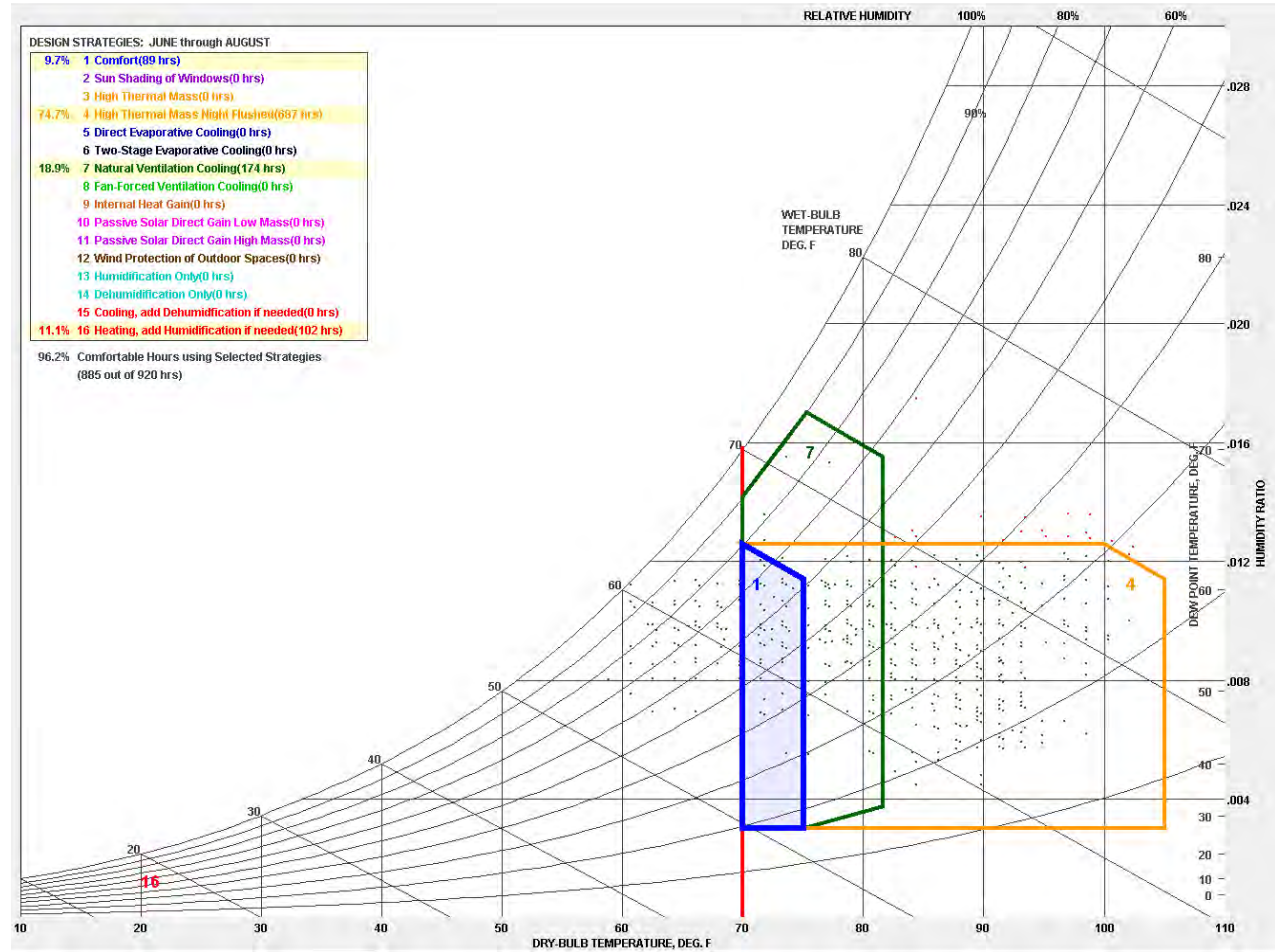 RELATIVE HUMIDITY 100% 80% 60%
DESIGN STRATEGIES: JUNE through AUGUST
9.7% 1 Comfort(89 hrs)
2 Sun Shading of Windows(0 hrs)
3 High Thermal Mass(0 hrs)
74.7% 4 High Thermal Mass Night Flushed(687 hrs)
5 Direct Evaporative Cooling(0 hrs)
6 Two-Stage Evaporative Cooling(0 hrs)
18.9% 7 Natural Ventilation Cooling(174 hrs)
8 Fan-Forced Ventilation Cooling(0 hrs)
9 Internal Heat Gain(0 hrs)
10 Passive Solar Direct Gain Low Mass(0 hrs)
11 Passive Solar Direct Gain High Mass(0 hrs)
12 Wind Protection of Outdoor Spaces(0 hrs)
13 Humidification Only(0 hrs)
14 Dehumidification Only(0 hrs)
15 Cooling, add Dehumidification if needed(0 hrs)
11.1% 16 Heating, add Humidification if needed(102 hrs)
96.2% Comfortable Hours using Selected Strategies
(885 out of 920 hrs)
90%
WET-BULB
TEMPERATURE
DEG. F
80
70
60
50
40
30
20
7
1
4
16
.028
.024
.020
.016
.012
.008
.004
80
70
60
50
40
30
20
10
0
DEW POINT TEMPERATURE, DEG. F
HUMIDITY RATIO
10 20 30 40 50 60 70 80 90 100 110
DRY-BULB TEMPERATURE, DEG. F